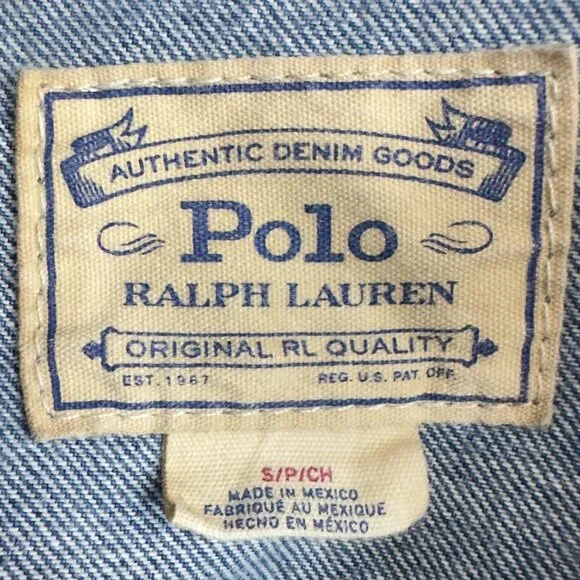 AUTHENTIC DENIM GOODS
Polo
RALPH LAUREN
ORIGINAL RL QUALITY
EST. 1967 REG. U.S. PAT. OFF.
S/P/CH
MADE IN MEXICO
FABRIQUÉ AU MEXIQUE
HECHO EN MÉXICO